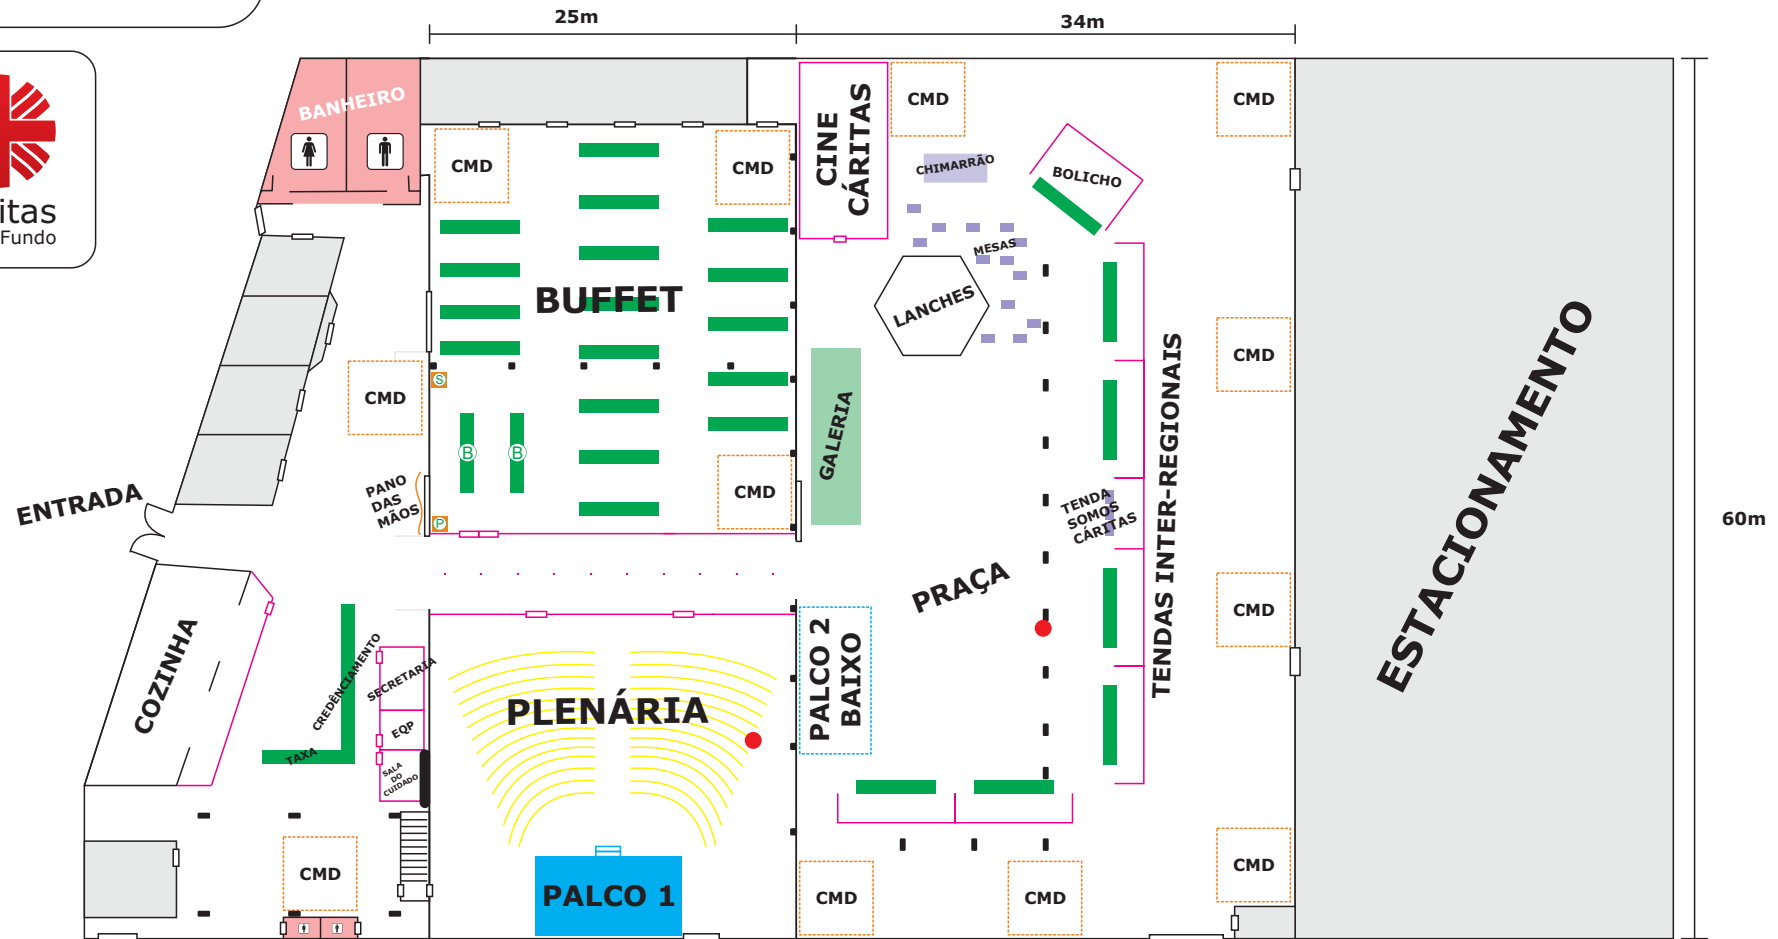 25m
34m
itas
Fundo
BANHEIRO
CMD
CMD
CINE
CÁRITAS
CMD
CMD
CHIMARRÃO
BOLICHO
MESAS
BUFFET
LANCHES
CMD
S
CMD
GALERIA
B
B
CMD
PANO
DAS
MÃOS
P
ENTRADA
TENDA
SOMOS
CÁRITAS
TENDAS INTER-REGIONAIS
ESTACIONAMENTO
60m
PRAÇA
CMD
COZINHA
CREDÊNCIAMENTO
SECRETARIA
EQP
SALA
DO
CUIDADO
TAXA
PLENÁRIA
PALCO 2
BAIXO
CMD
PALCO 1
CMD
CMD
CMD